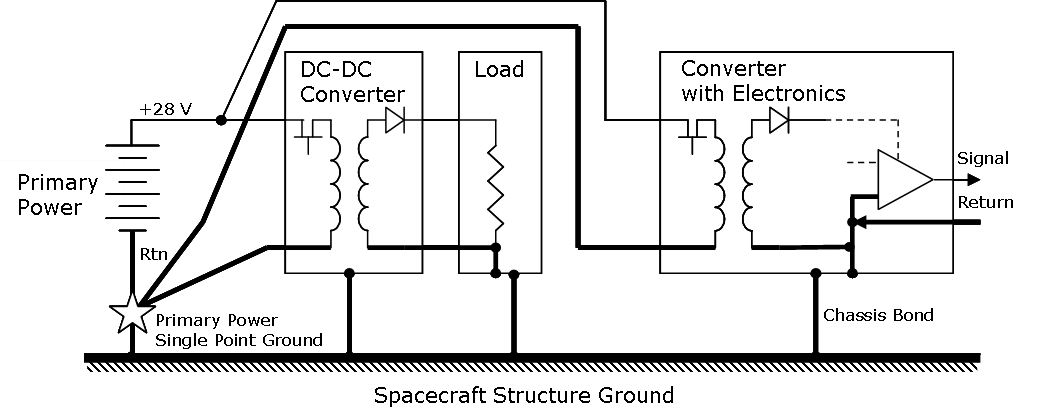 DC-DC
Converter
Load
Converter
with Electronics
+28 V
Primary
Power
Signal
Return
Rtn
Primary Power
Single Point Ground
Chassis Bond
Spacecraft Structure Ground